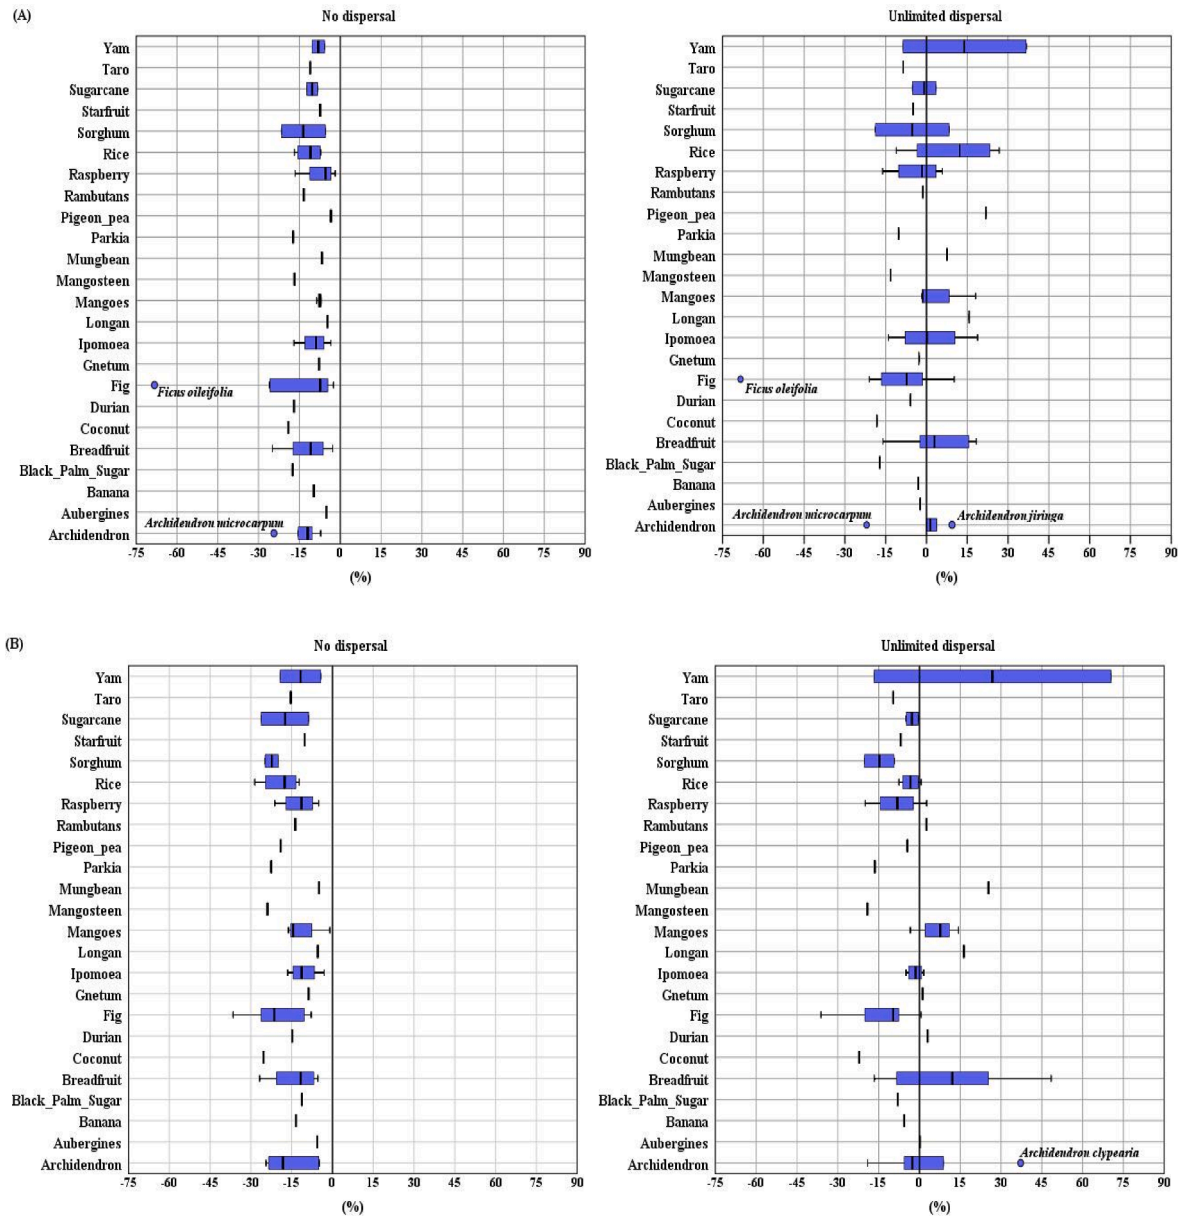 (A)
No dispersal
Yam
Taro
Sugarcane
Starfruit
Sorghum
Rice
Raspberry
Rambutans
Pigeon_pea
Parkia
Mungbean
Mangosteen
Mangoes
Longan
Ipomoea
Gnetum
Fig
Ficus oileifolia
Durian
Coconut
Breadfruit
Black_Palm_Sugar
Banana
Aubergines
Archidendron microcarpum
Archidendron
-75 -60 -45 -30 -15 0 15 30 45 60 75 90
(%)
Unlimited dispersal
Yam
Taro
Sugarcane
Starfruit
Sorghum
Rice
Raspberry
Rambutans
Pigeon_pea
Parkia
Mungbean
Mangosteen
Mangoes
Longan
Ipomoea
Gnetum
Fig
Ficus oleifolia
Durian
Coconut
Breadfruit
Black_Palm_Sugar
Banana
Aubergines
Archidendron microcarpum Archidendron jiringa
Archidendron
-75 -60 -45 -30 -15 0 15 30 45 60 75 90
(%)
(B)
No dispersal
Yam
Taro
Sugarcane
Starfruit
Sorghum
Rice
Raspberry
Rambutans
Pigeon_pea
Parkia
Mungbean
Mangosteen
Mangoes
Longan
Ipomoea
Gnetum
Fig
Durian
Coconut
Breadfruit
Black_Palm_Sugar
Banana
Aubergines
Archidendron
-75 -60 -45 -30 -15 0 15 30 45 60 75 90
(%)
Unlimited dispersal
Yam
Taro
Sugarcane
Starfruit
Sorghum
Rice
Raspberry
Rambutans
Pigeon_pea
Parkia
Mungbean
Mangosteen
Mangoes
Longan
Ipomoea
Gnetum
Fig
Durian
Coconut
Breadfruit
Black_Palm_Sugar
Banana
Aubergines
Archidendron clypearia
Archidendron
-75 -60 -45 -30 -15 0 15 30 45 60 75 90
(%)